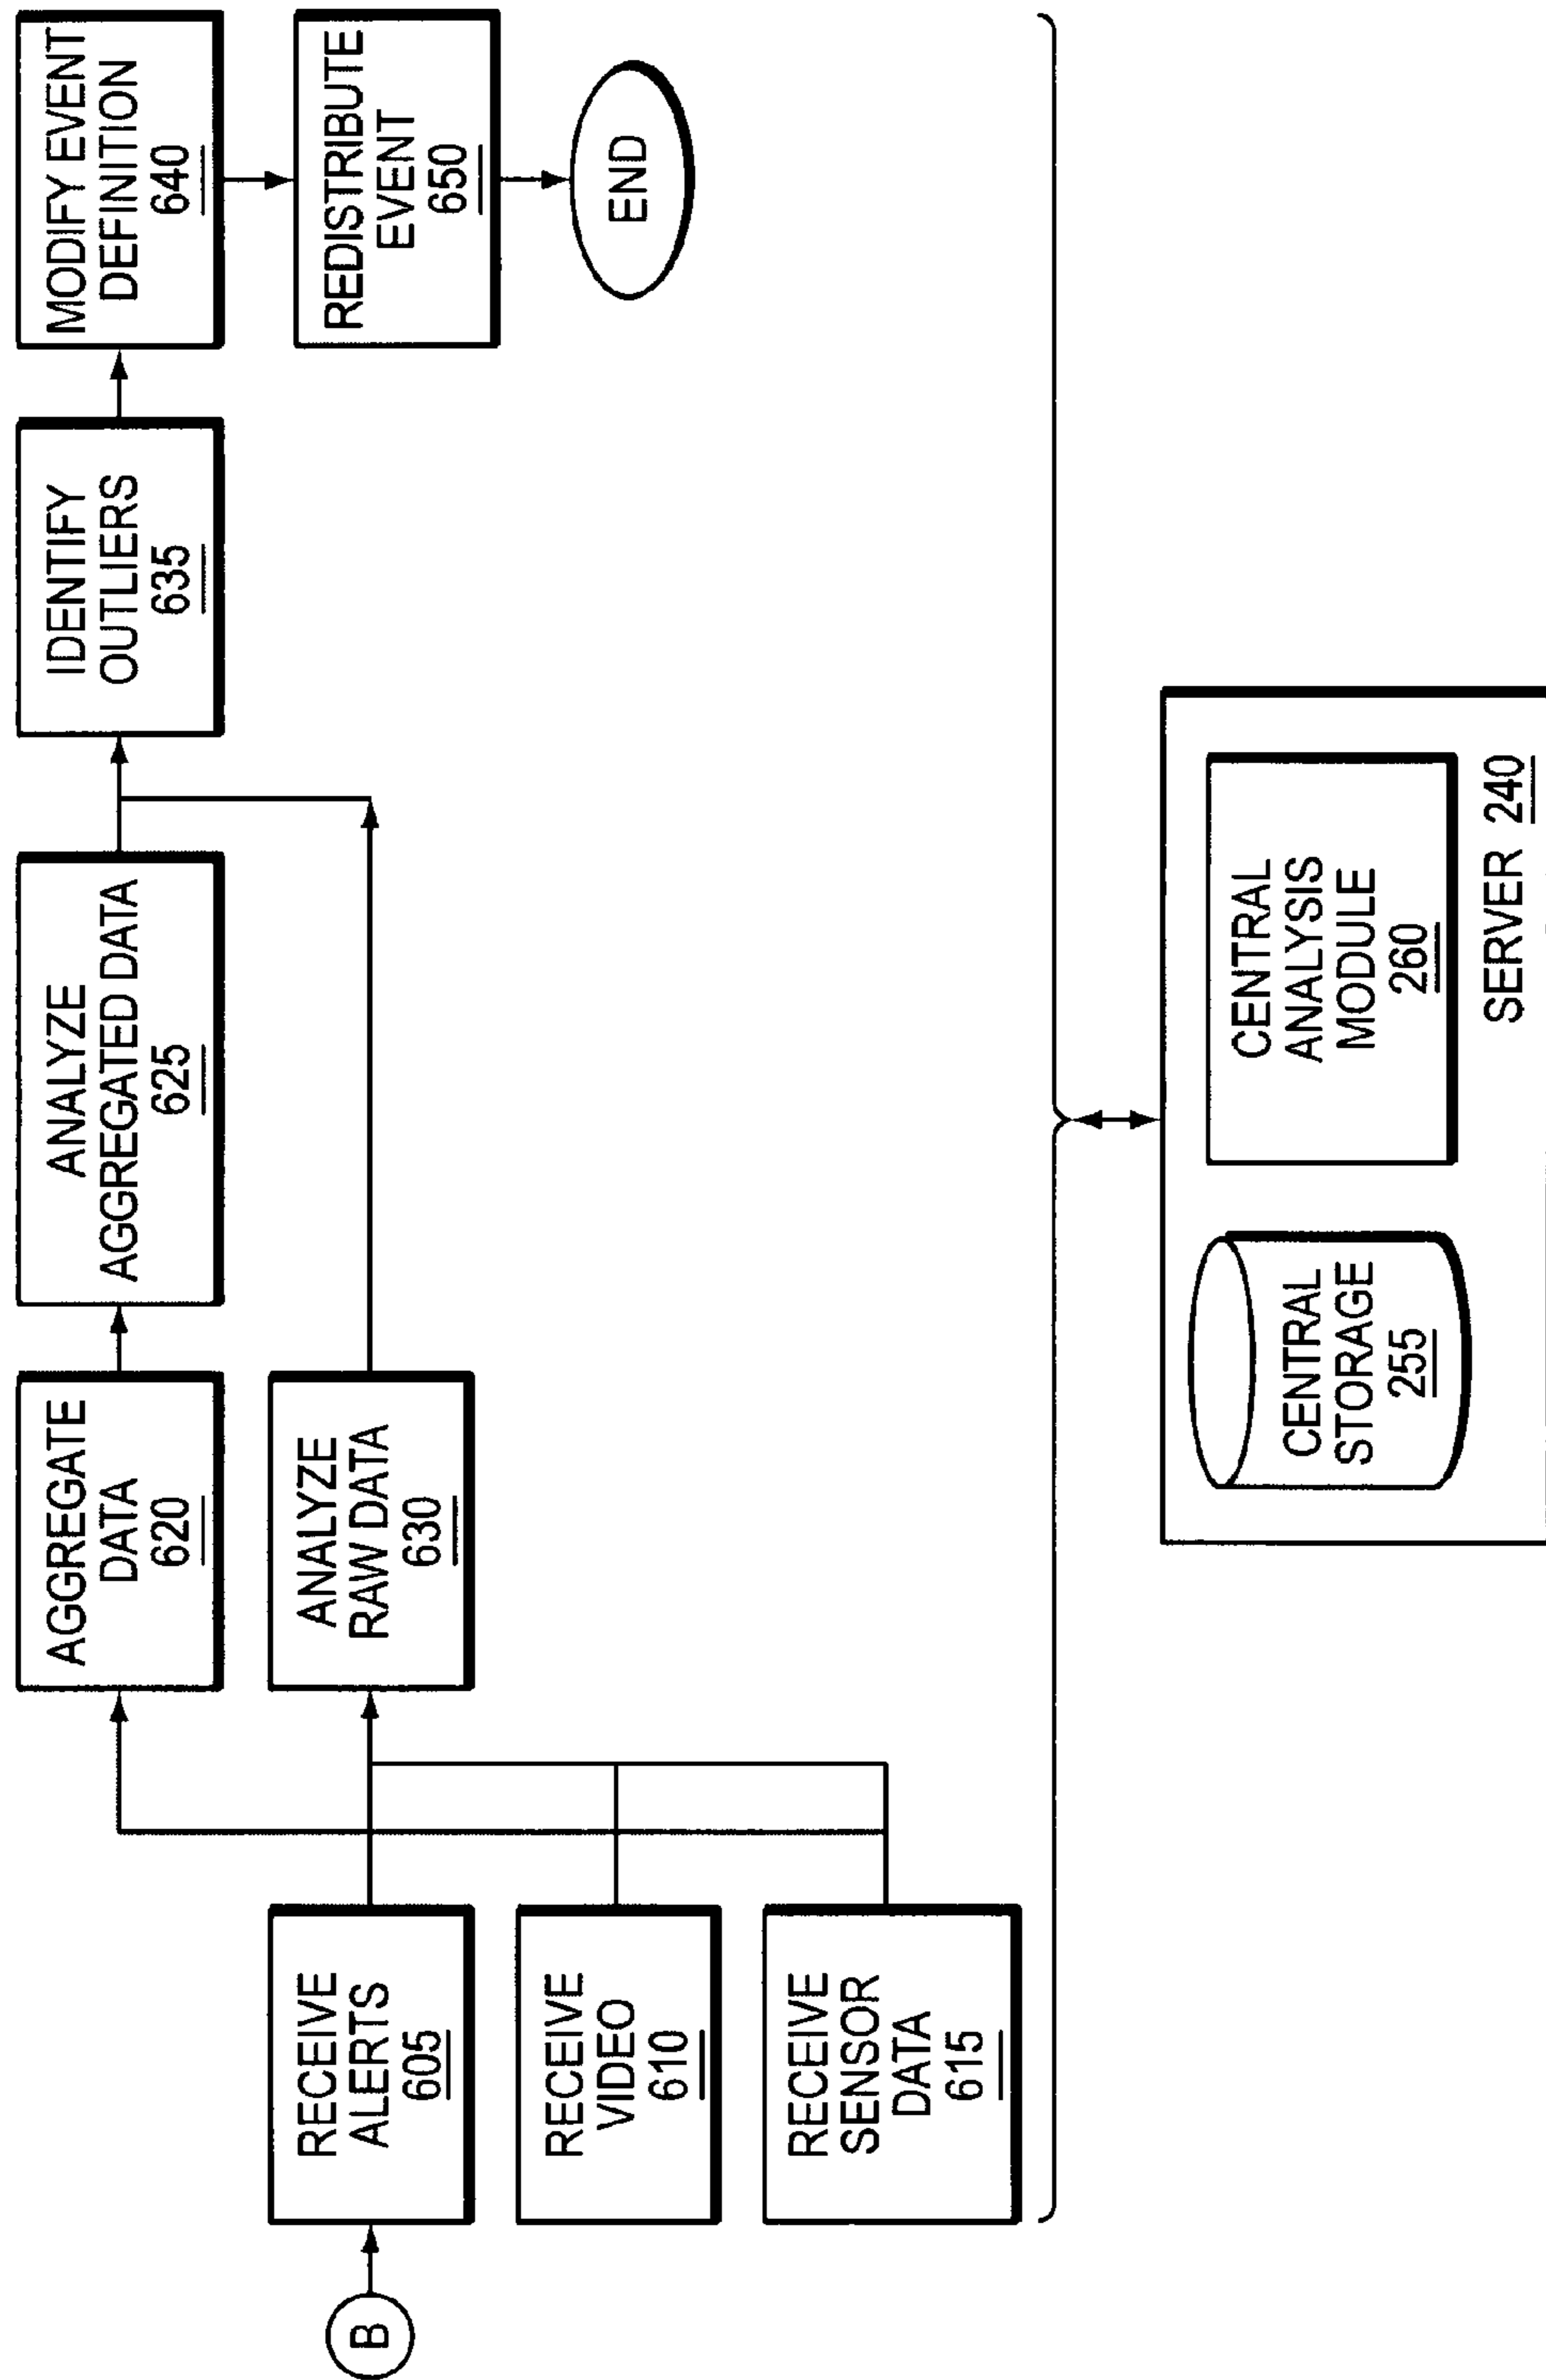 B
RECEIVE
ALERTS
605
RECEIVE
VIDEO
610
RECEIVE
SENSOR
DATA
615
AGGREGATE
DATA
620
ANALYZE
RAW DATA
630
ANALYZE
AGGREGATED DATA
625
IDENTIFY
OUTLIERS
635
MODIFY EVENT
DEFINITION
640
REDISTRIBUTE
EVENT
650
END
CENTRAL
STORAGE
255
CENTRAL
ANALYSIS
MODULE
260
SERVER 240